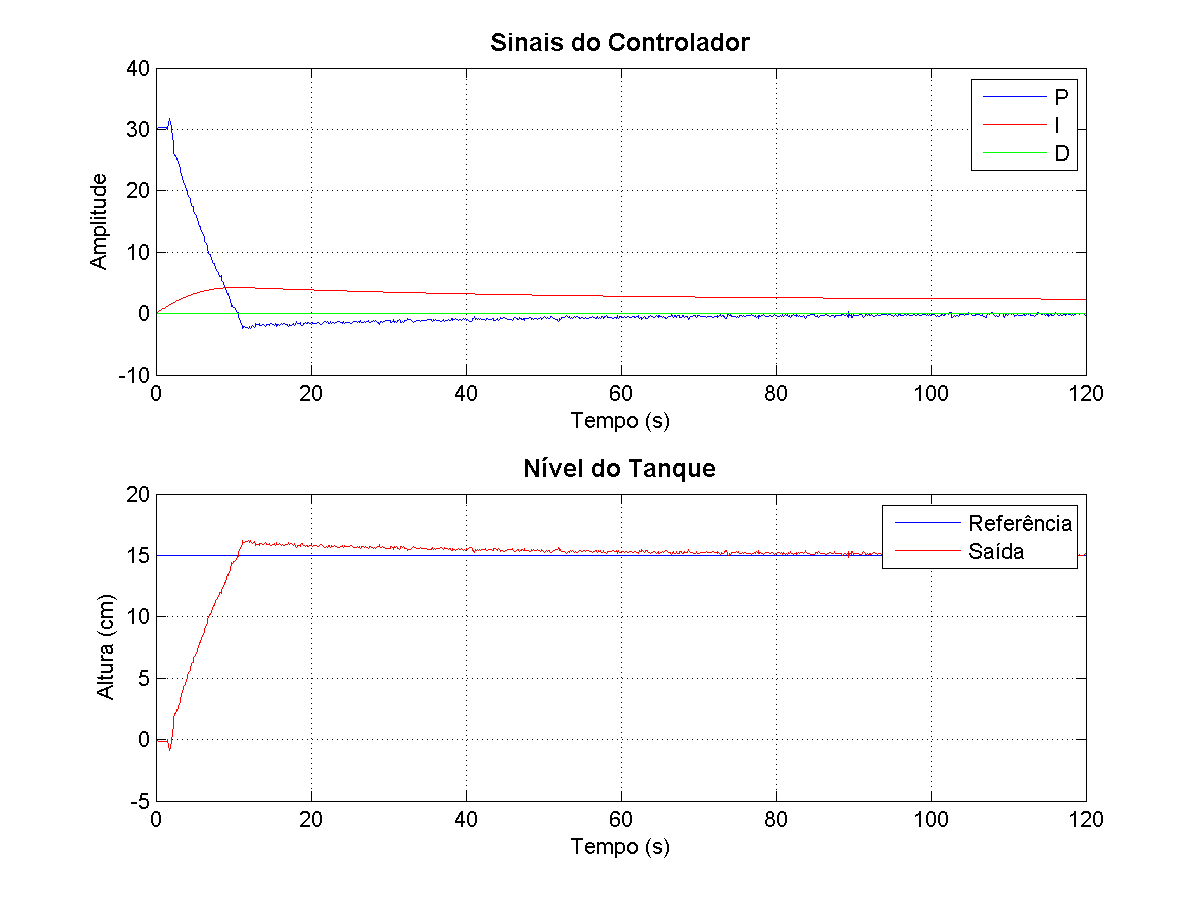 Sinais do Controlador
40
30
20
10
0
-10
Amplitude
P
I
D
0 20 40 60 80 100 120
Tempo (s)
Nível do Tanque
20
15
10
5
0
-5
Altura (cm)
Referência
Saída
0 20 40 60 80 100 120
Tempo (s)